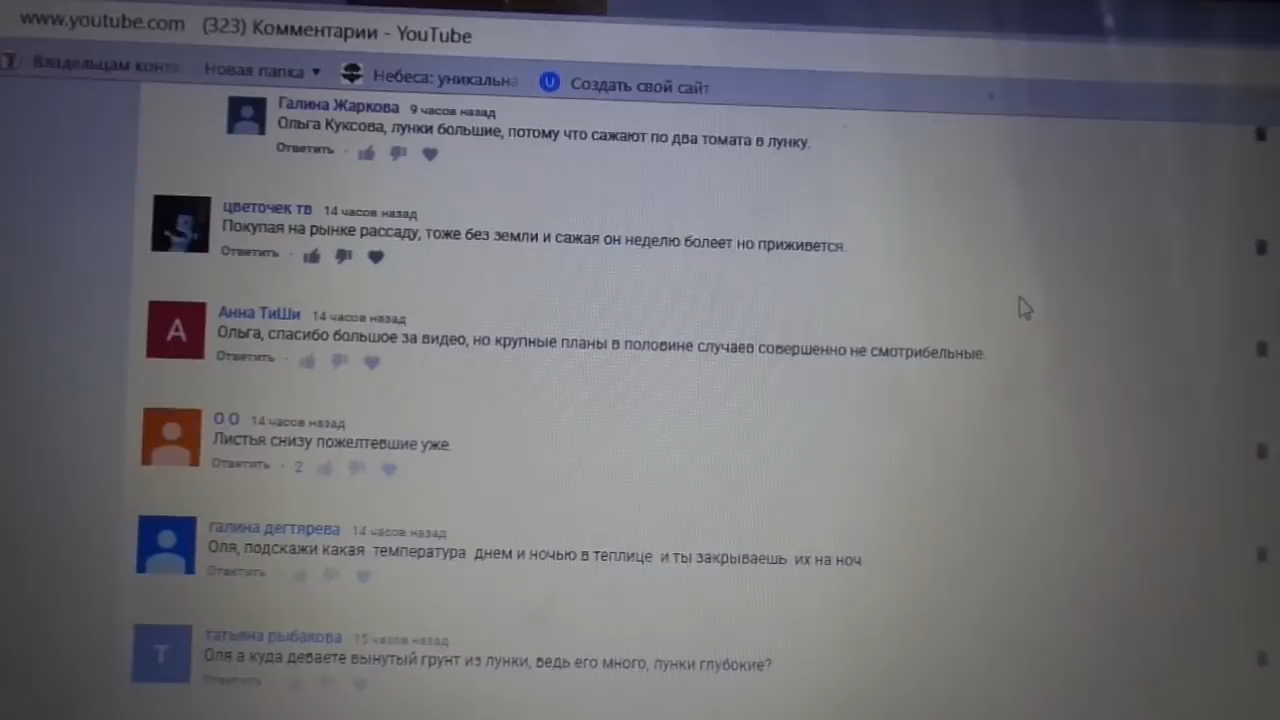 www.youtube.com (323) Комментарии - YouTube
Владельцам конте Новая папка Небеса: уникальна U Создать свой сайт
Галина Жаркова 9 часов назад
Ольга Куксова, лунки большие, потому что сажают по два томата в лунку.
Ответить
цветочек тв 14 часов назад
Покупая на рынке рассаду, тоже без земли и сажая он неделю болеет но приживется.
Ответить
A
Анна ТиШи 14 часов назад
Ольга, спасибо большое за видео, но крупные планы в половине случаев совершенно не смотрибельные.
Ответить
O O 14 часов назад
Листья снизу пожелтевшие уже.
Ответить 2
галина дегтярева 14 часов назад
Оля, подскажи какая температура днем и ночью в теплице и ты закрываешь их на ноч
Ответить
Т
татьяна рыбакова 15 часов назад
Оля а куда деваете вынутый грунт из лунки, ведь его много, лунки глубокие?
Ответить